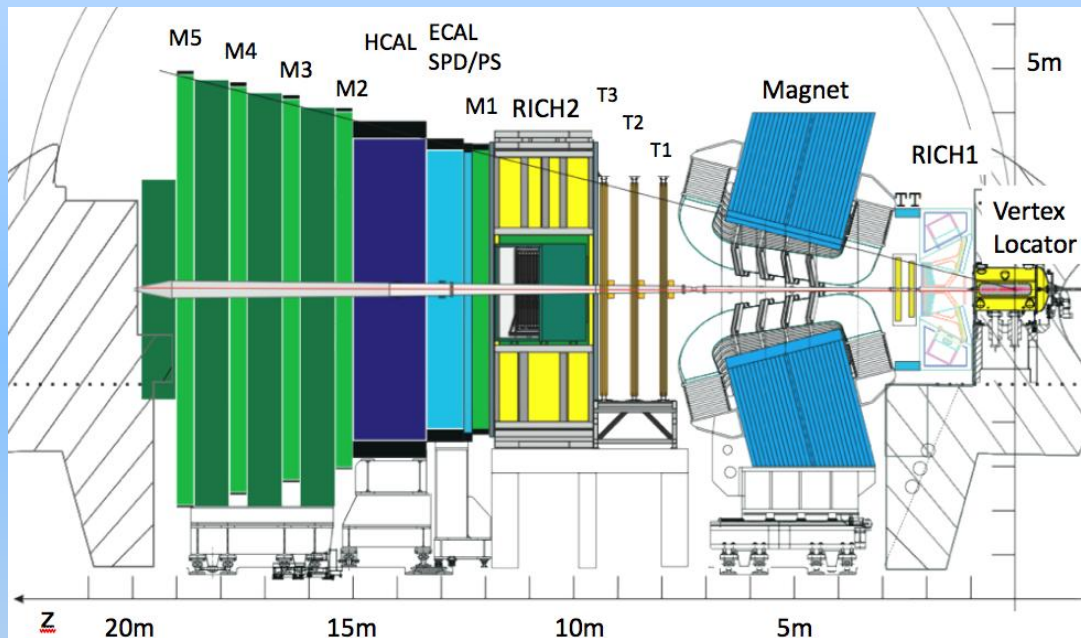 M5
M4
M3
M2
HCAL
ECAL
SPD/PS
M1
RICH2
T3
T2
T1
Magnet
5m
RICH1
TT
Vertex
Locator
z
20m
15m
10m
5m